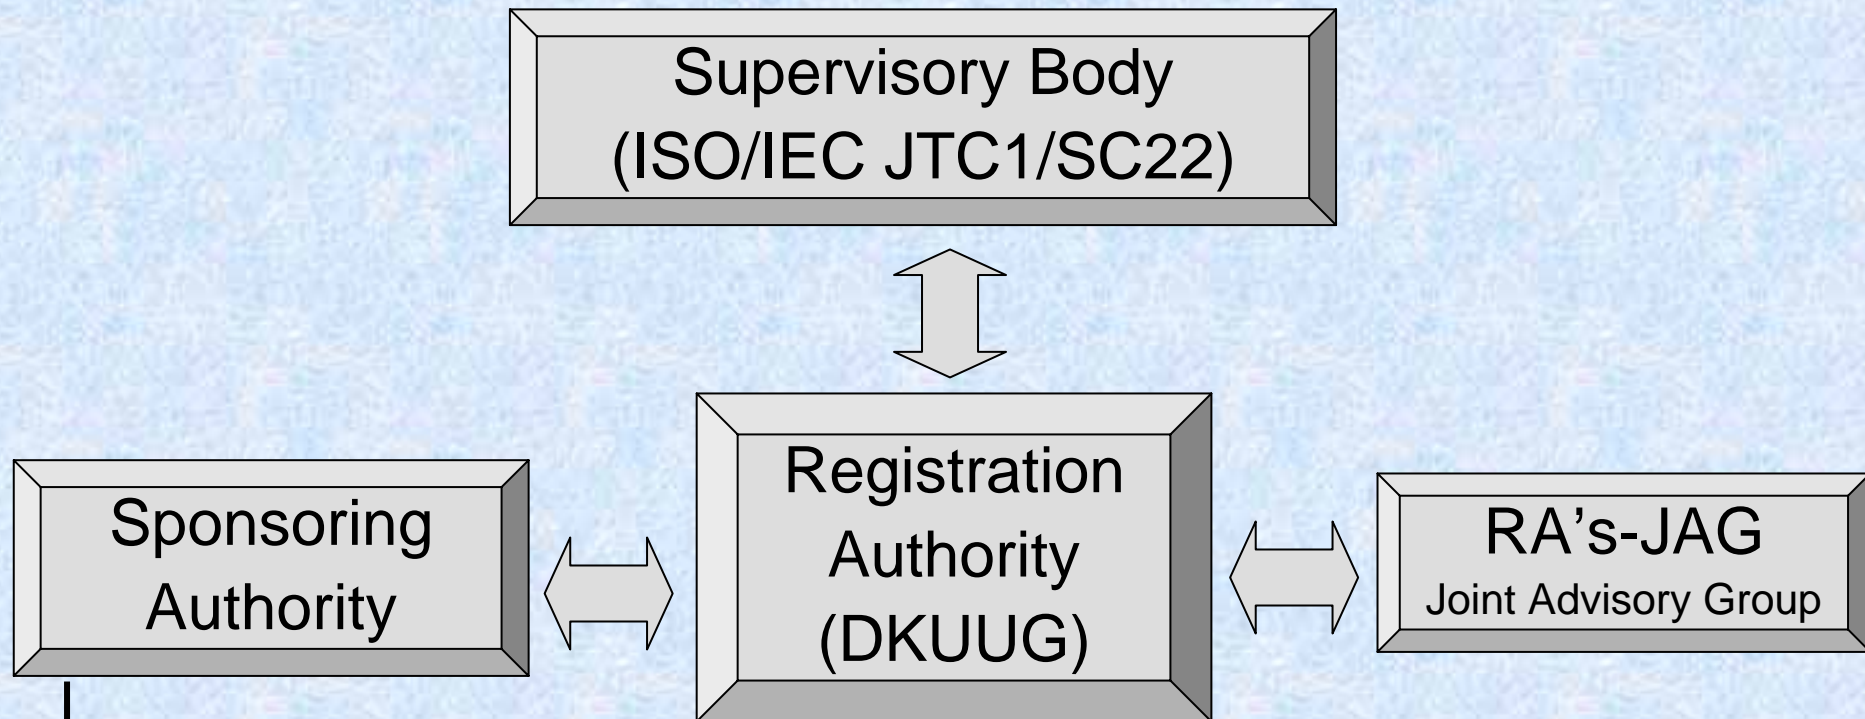 Supervisory Body
(ISO/IEC JTC1/SC22)
Sponsoring
Authority
Registration
Authority
(DKUUG)
RA's-JAG
Joint Advisory Group